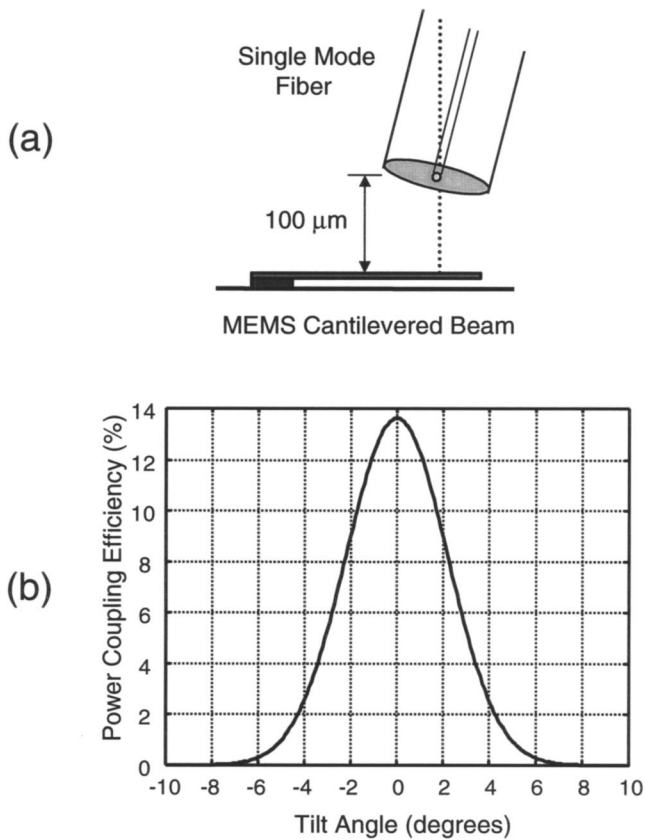 (a)
Single Mode
Fiber
100 μm
MEMS Cantilevered Beam
(b)
Power Coupling Efficiency (%)
14
12
10
8
6
4
2
0
-10 -8 -6 -4 -2 0 2 4 6 8 10
Tilt Angle (degrees)